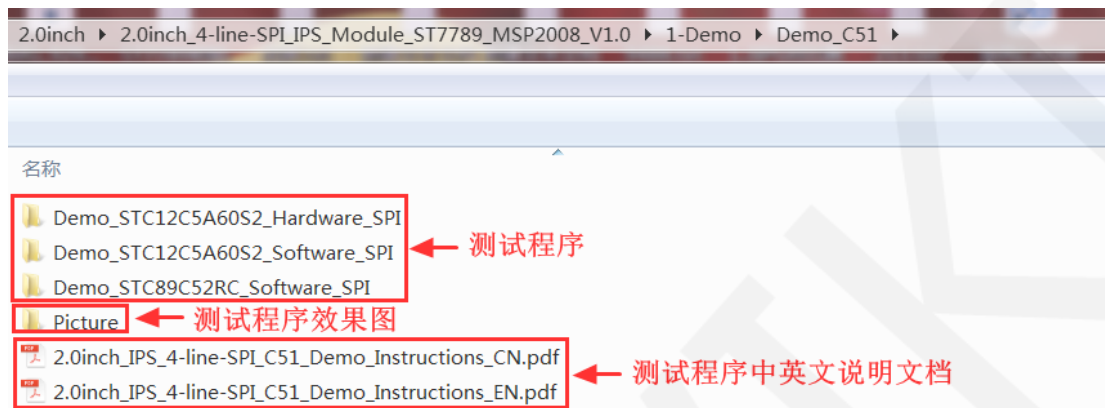 2.0inch ▸ 2.0inch_4-line-SPI_IPS_Module_ST7789_MSP2008_V1.0 ▸ 1-Demo ▸ Demo_C51 ▸
名称
Demo_STC12C5A60S2_Hardware_SPI
Demo_STC12C5A60S2_Software_SPI
测试程序
Demo_STC89C52RC_Software_SPI
Picture 测试程序效果图
2.0inch_IPS_4-line-SPI_C51_Demo_Instructions_CN.pdf
测试程序中英文说明文档
2.0inch_IPS_4-line-SPI_C51_Demo_Instructions_EN.pdf